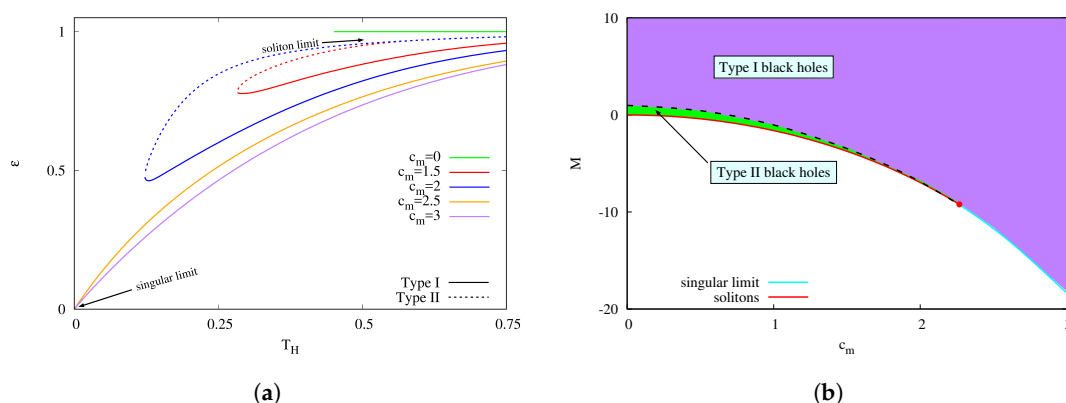 1
0.5
0
ε
0
0.25
0.5
0.75
T_H
soliton limit
singular limit
c_m=0
c_m=1.5
c_m=2
c_m=2.5
c_m=3
Type I
Type II
(a)
10
0
-10
-20
M
0
1
2
3
c_m
Type I black holes
Type II black holes
singular limit
solitons
(b)